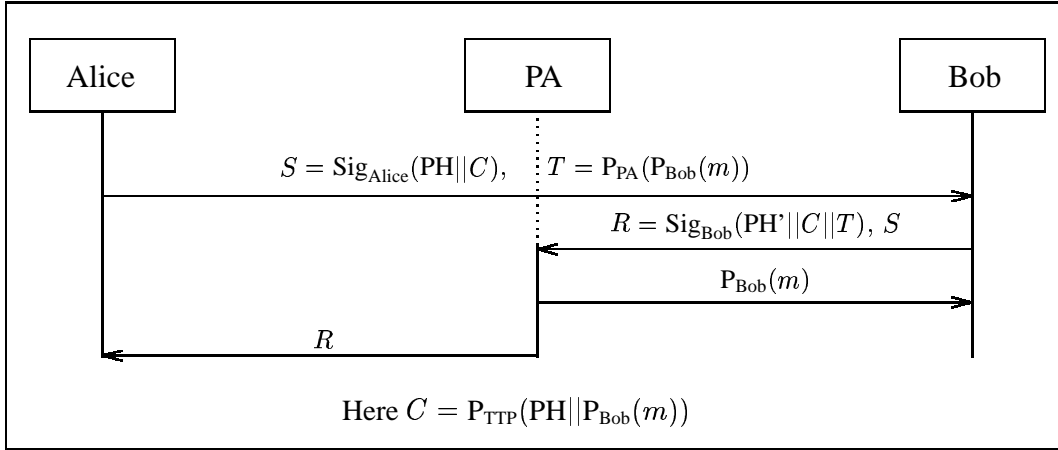 Alice PA Bob
S = Sig_Alice(PH||C), T = P_PA(P_Bob(m))
R = Sig_Bob(PH'||C||T), S
P_Bob(m)
R
Here C = P_TTP(PH||P_Bob(m))